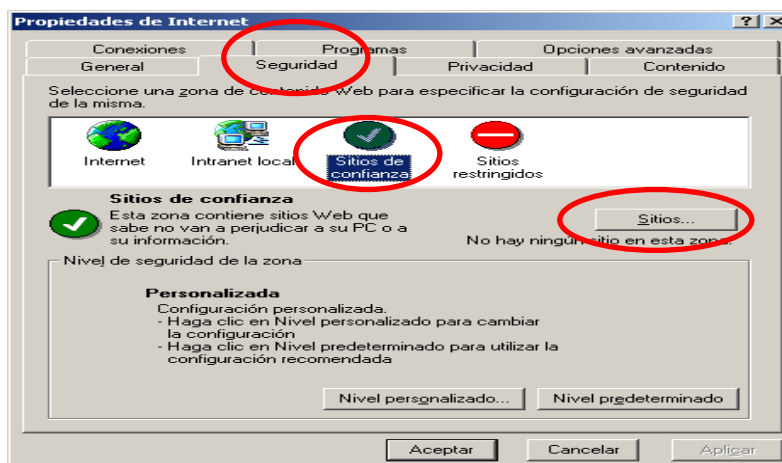 Propiedades de Internet
Conexiones Programas Opciones avanzadas
General Seguridad Privacidad Contenido
Seleccione una zona de contenido Web para especificar la configuración de seguridad
de la misma.
Internet Intranet local Sitios de confianza Sitios restringidos
Sitios de confianza
Esta zona contiene sitios Web que
sabe no van a perjudicar a su PC o a
su información.
Sitios...
No hay ningún sitio en esta zona.
Nivel de seguridad de la zona
Personalizada
Configuración personalizada.
- Haga clic en Nivel personalizado para cambiar
la configuración
- Haga clic en Nivel predeterminado para utilizar la
configuración recomendada
Nivel personalizado... Nivel predeterminado
Aceptar Cancelar Aplicar